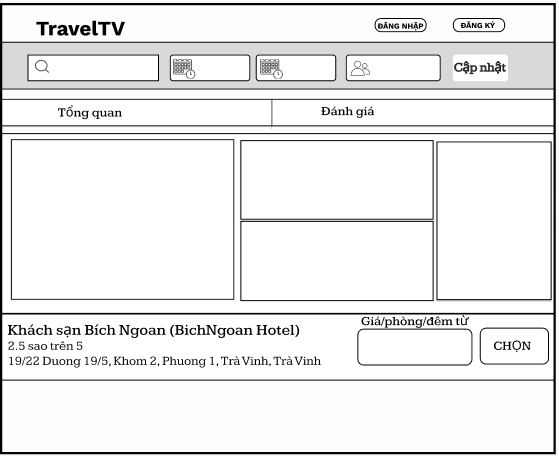 TravelTV
ĐĂNG NHẬP
ĐĂNG KÝ
Cập nhật
Tổng quan
Đánh giá
Giá/phòng/đêm từ
Khách sạn Bích Ngoan (BichNgoan Hotel)
2.5 sao trên 5
19/22 Duong 19/5, Khom 2, Phuong 1, Trà Vinh, Trà Vinh
CHỌN